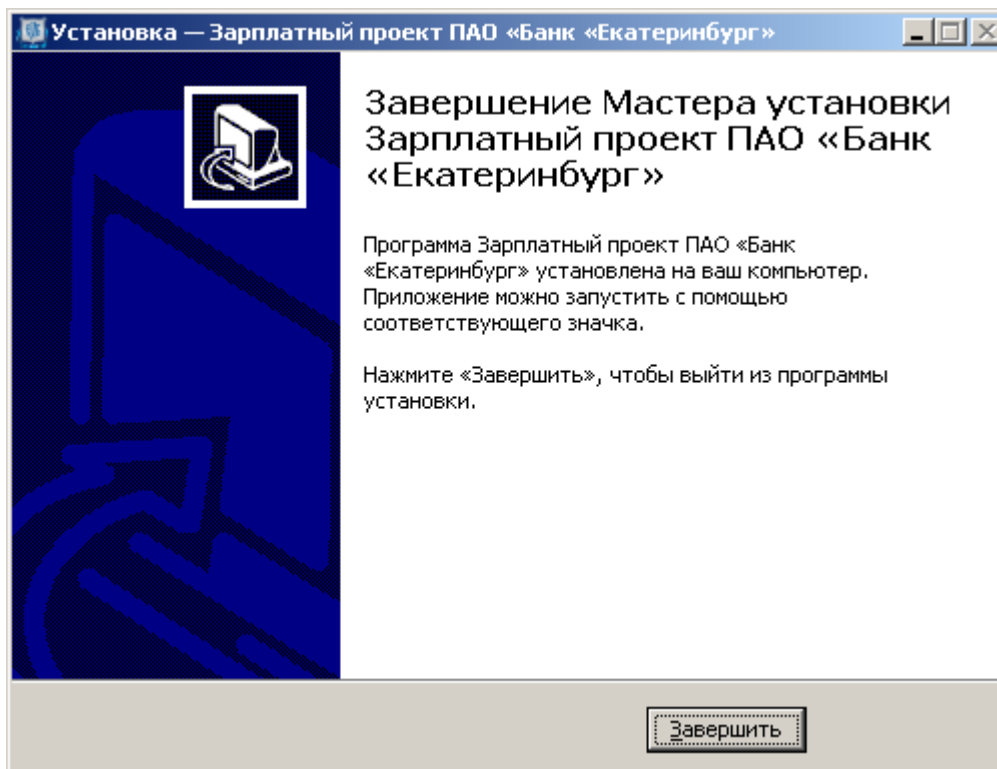 Установка — Зарплатный проект ПАО «Банк «Екатеринбург»
Завершение Мастера установки
Зарплатный проект ПАО «Банк
«Екатеринбург»
Программа Зарплатный проект ПАО «Банк
«Екатеринбург» установлена на ваш компьютер.
Приложение можно запустить с помощью
соответствующего значка.
Нажмите «Завершить», чтобы выйти из программы
установки.
Завершить